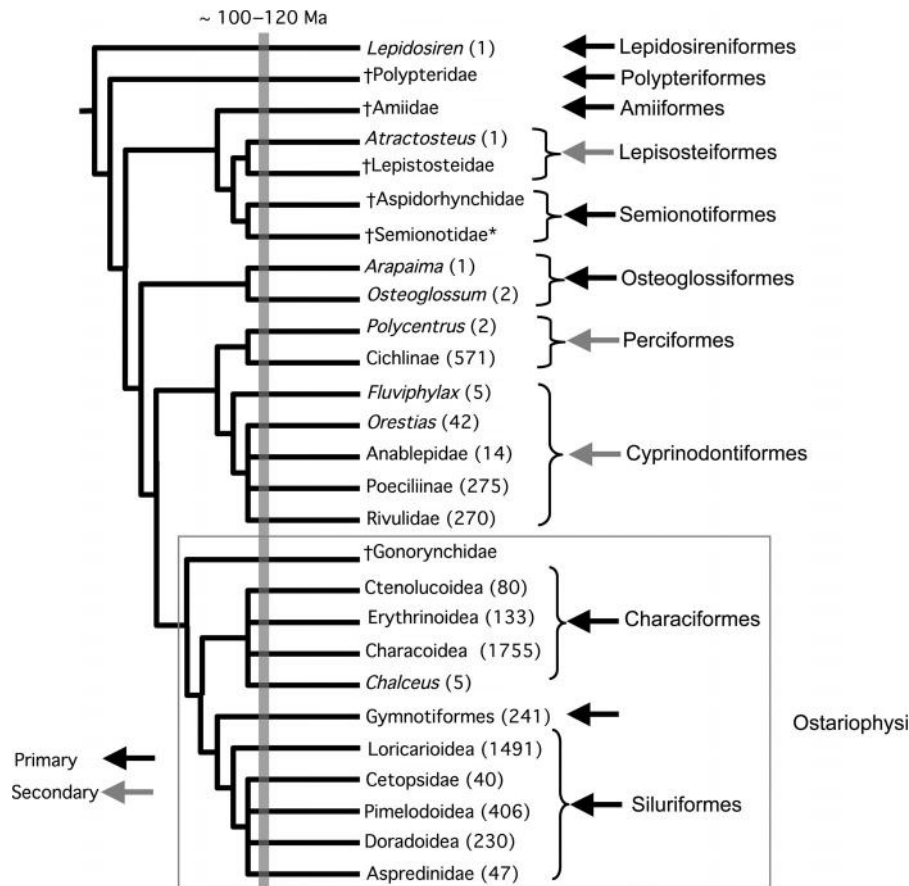 ~ 100–120 Ma
Lepidosiren (1)
Lepidosireniformes
†Polypteridae
Polypteriformes
†Amiidae
Amiiformes
Atractosteus (1)
Lepisosteiformes
†Lepistosteidae
†Aspidorhynchidae
Semionotiformes
†Semionotidae*
Arapaima (1)
Osteoglossiformes
Osteoglossum (2)
Polycentrus (2)
Perciformes
Cichlinae (571)
Fluviphylax (5)
Orestias (42)
Anablepidae (14)
Cyprinodontiformes
Poeciliinae (275)
Rivulidae (270)
†Gonorynchidae
Ctenolucoidea (80)
Erythrinoidea (133)
Characiformes
Characoidea (1755)
Chalceus (5)
Gymnotiformes (241)
Ostariophysi
Loricarioidea (1491)
Primary
Cetopsidae (40)
Secondary
Pimelodoidea (406)
Siluriformes
Doradoidea (230)
Aspredinidae (47)